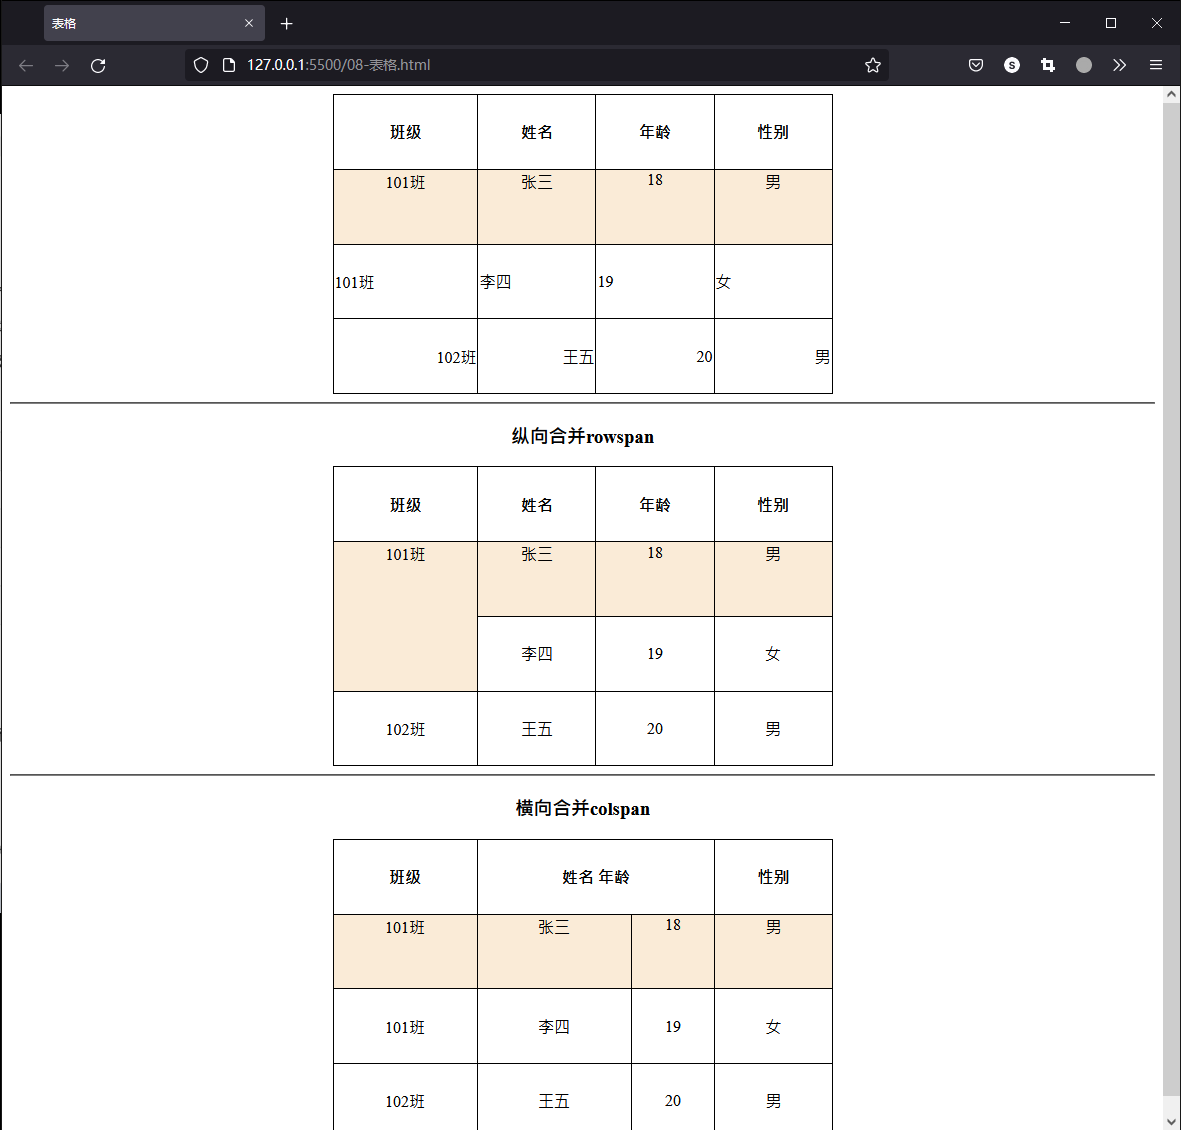 表格
127.0.0.1:5500/08-表格.html
S
班级 姓名 年龄 性别
101班 张三 18 男
101班 李四 19 女
102班 王五 20 男
纵向合并rowspan
班级 姓名 年龄 性别
101班 张三 18 男
李四 19 女
102班 王五 20 男
横向合并colspan
班级 姓名 年龄 性别
101班 张三 18 男
101班 李四 19 女
102班 王五 20 男